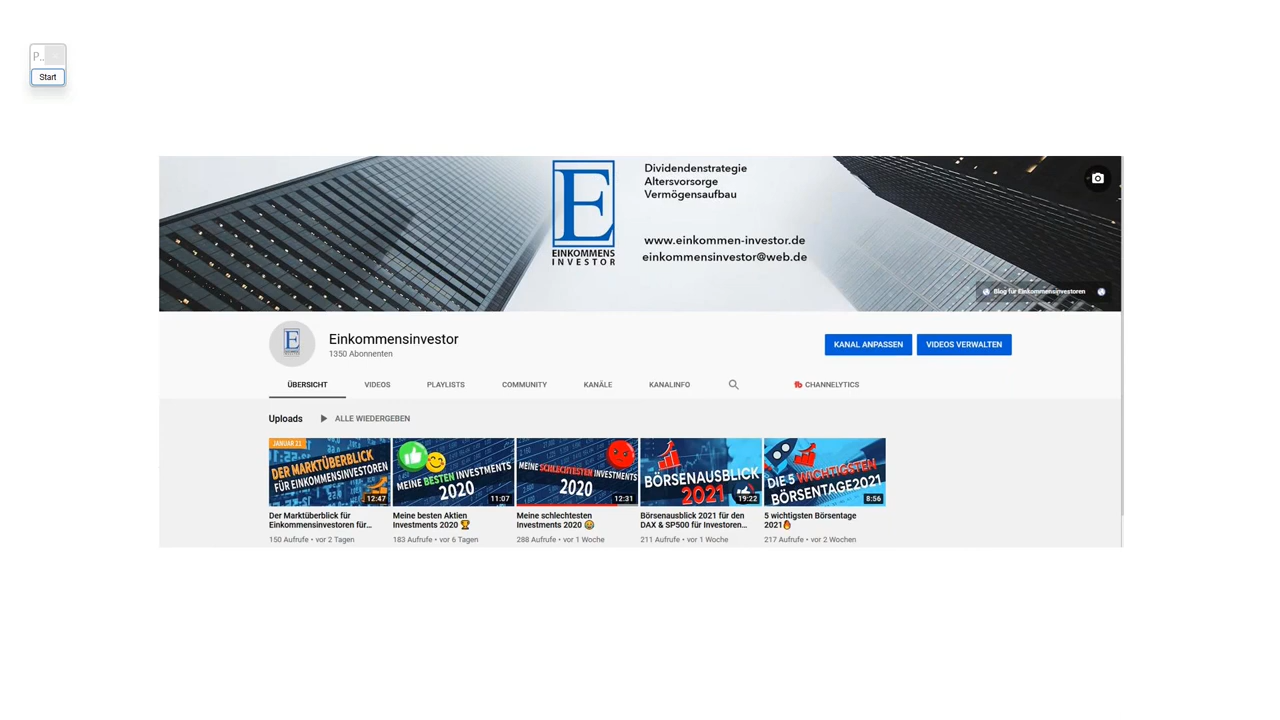 P..
Start
Dividendenstrategie
Altersvorsorge
Vermögensaufbau
E
EINKOMMENS
INVESTOR
www.einkommen-investor.de
einkommensinvestor@web.de
Blog für Einkommensinvestoren
E
Einkommensinvestor
1350 Abonnenten
KANAL ANPASSEN
VIDEOS VERWALTEN
ÜBERSICHT
VIDEOS
PLAYLISTS
COMMUNITY
KANÄLE
KANALINFO
CHANNELYTICS
Uploads
ALLE WIEDERGEBEN
JANUAR 21
DER MARKTÜBERBLICK
FÜR EINKOMMENSINVESTOREN
12:47
MEINE BESTEN INVESTMENTS
2020
11:07
MEINE SCHLECHTESTEN INVESTMENTS
2020
12:31
BÖRSENAUSBLICK
2021
19:22
DIE 5 WICHTIGSTEN
BÖRSENTAGE2021
8:56
Der Marktüberblick für
Einkommensinvestoren für...
150 Aufrufe • vor 2 Tagen
Meine besten Aktien
Investments 2020 🏆
183 Aufrufe • vor 6 Tagen
Meine schlechtesten
Investments 2020
288 Aufrufe • vor 1 Woche
Börsenausblick 2021 für den
DAX & SP500 für Investoren...
211 Aufrufe • vor 1 Woche
5 wichtigsten Börsentage
2021🔥
217 Aufrufe • vor 2 Wochen